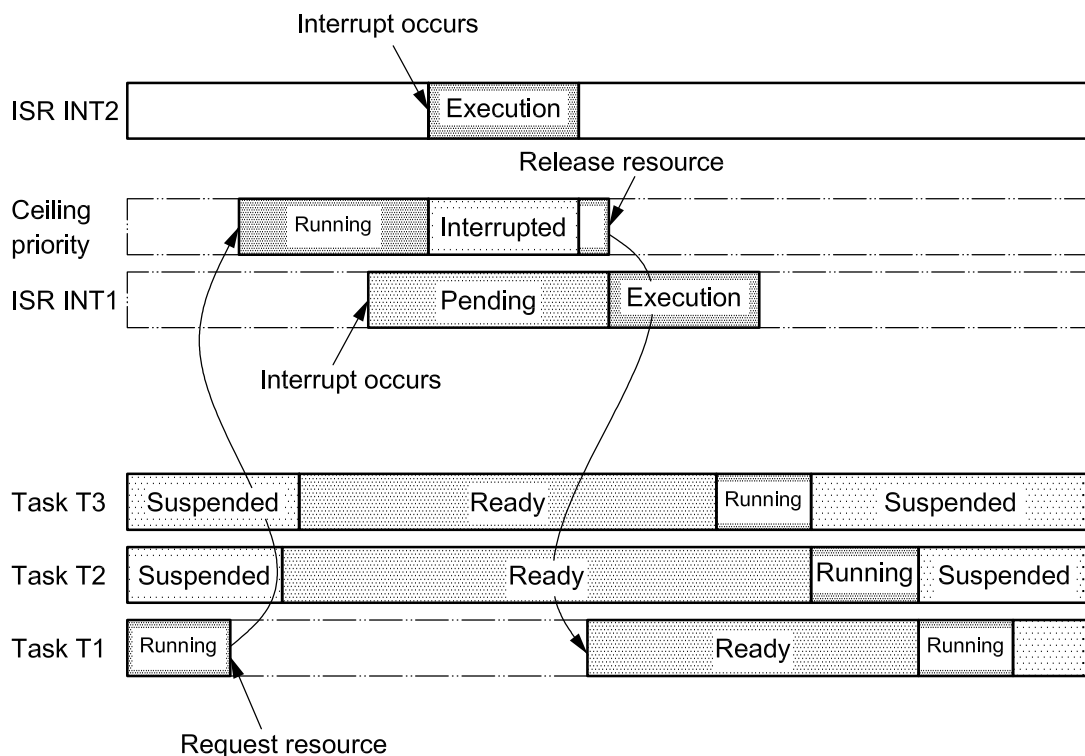 Interrupt occurs
ISR INT2
Execution
Release resource
Ceiling
priority
Running
Interrupted
ISR INT1
Pending
Execution
Interrupt occurs
Task T3
Suspended
Ready
Running
Suspended
Task T2
Suspended
Ready
Running
Suspended
Task T1
Running
Ready
Running
Request resource